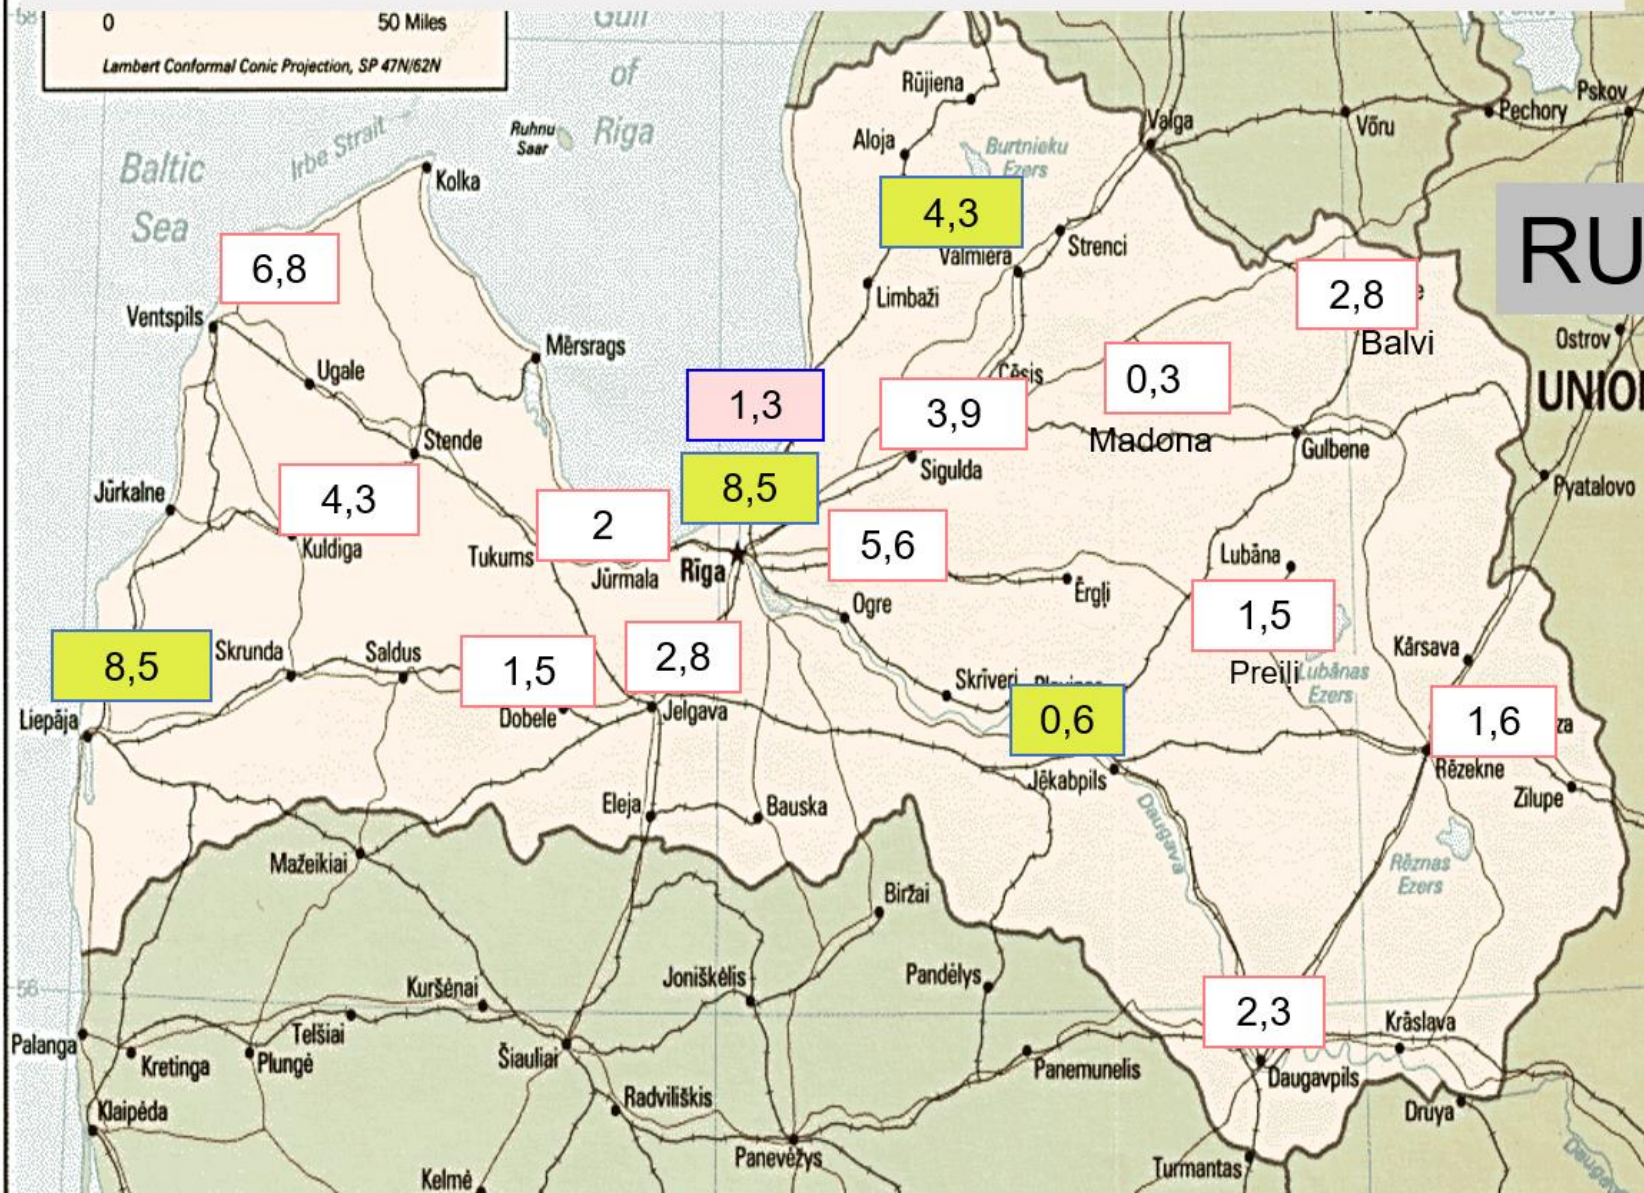 58
0 50 Miles
Lambert Conformal Conic Projection, SP 47N/62N
Gulf
of
Riga
Baltic
Sea
Irbe Strait
Ruhnu
Saar
Kolka
Rūjiena
Aloja
Burtnieku
Ezers
Valga
Võru
Pechory
Pskov
4,3
Valmiera
Strenci
Limbaži
RU
6,8
Ventspils
Mērsrags
Ugale
2,8
Balvi
Ostrov
UNION
1,3
3,9
Cēsis
0,3
Madona
Gulbene
Stende
Sigulda
8,5
Pyatalovo
Jūrkalne
4,3
Kuldiga
Tukums
2
Jūrmala
Rīga
5,6
Ērgļi
Lubāna
Ogre
1,5
Preilị
Lubānas
Ezers
Kārsava
8,5
Skrunda
Saldus
1,5
Dobele
2,8
Jelgava
Skrīveri
0,6
Jēkabpils
1,6
za
Rēzekne
Zilupe
Liepāja
Eleja
Bauska
Daugava
Rēznas
Ezers
Mažeikiai
Biržai
Pandėlys
Joniškėlis
Kuršėnai
56
2,3
Krāslava
Daugavpils
Palanga
Kretinga
Telšiai
Plungė
Šiauliai
Panemunelis
Druya
Radviliškis
Klaipėda
Panevėžys
Turmantas
Kelmė